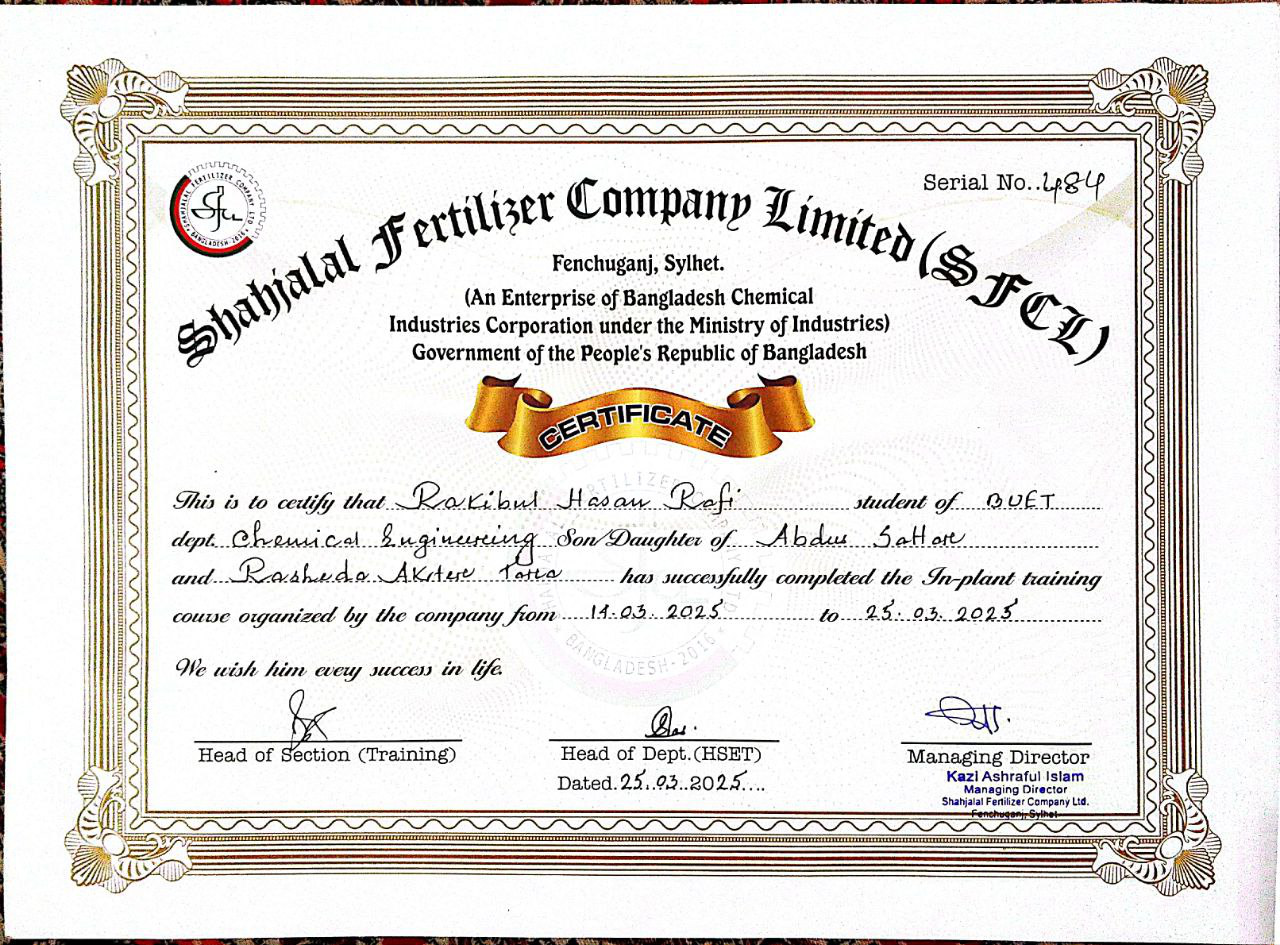 Serial No..484
SHAHJALAL FERTILIZER COMPANY LTD.
BANGLADESH-2016
Shahjalal Fertilizer Company Limited (SFCL)
Fenchuganj, Sylhet.
(An Enterprise of Bangladesh Chemical
Industries Corporation under the Ministry of Industries)
Government of the People's Republic of Bangladesh
CERTIFICATE
This is to certify that Rakibul Hasan Rafi student of BUET
dept. Chemical Engineering Son/Daughter of Abdus Sattar
and Rasheda Akter has successfully completed the In-plant training
course organized by the company from 14.03.2025 to 25.03.2025
BANGLADESH-2016
We wish him every success in life.
Head of Section (Training)
Head of Dept.(HSET)
Dated.25.03.2025....
Managing Director
Kazi Ashraful Islam
Managing Director
Shahjalal Fertilizer Company Ltd.
Fenchuganj, Sylhet